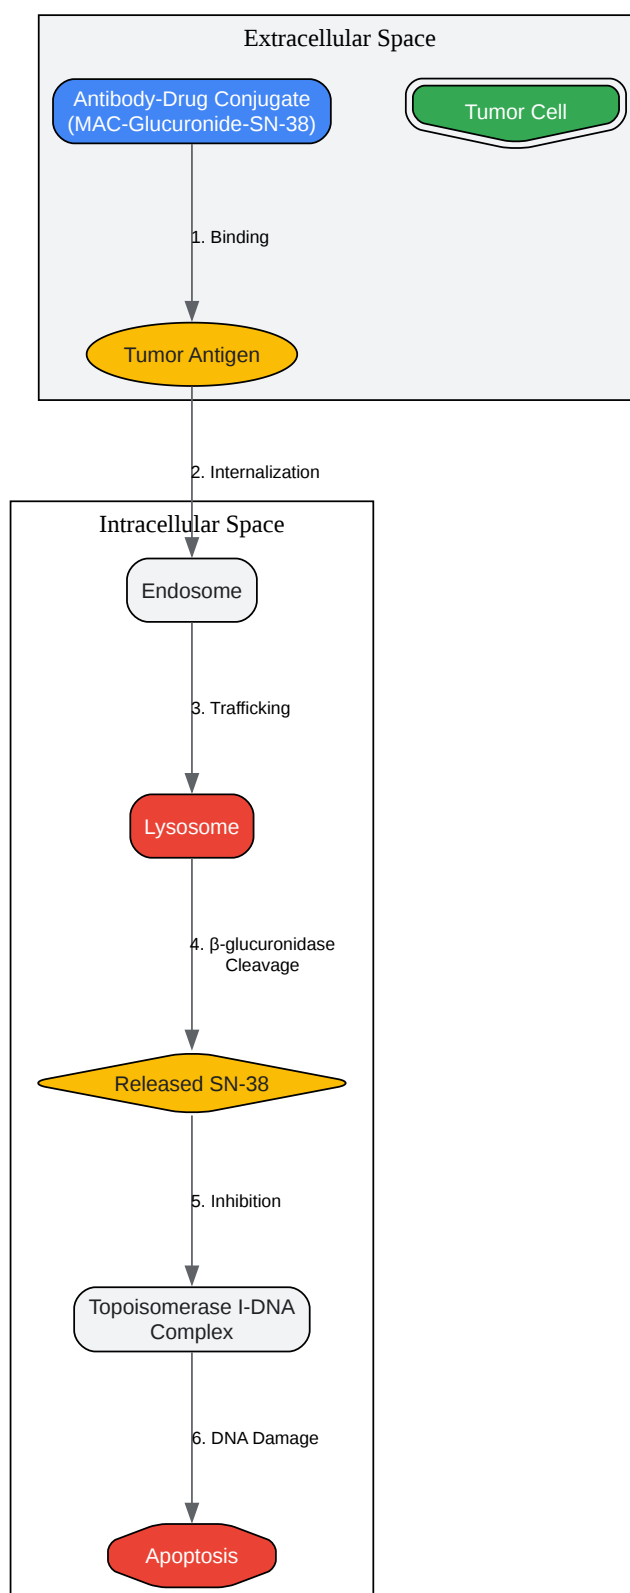 Extracellular Space
Antibody-Drug Conjugate
(MAC-Glucuronide-SN-38)
Tumor Cell
1. Binding
Tumor Antigen
2. Internalization
Intracellular Space
Endosome
3. Trafficking
Lysosome
4. β-glucuronidase
Cleavage
Released SN-38
5. Inhibition
Topoisomerase I-DNA
Complex
6. DNA Damage
Apoptosis